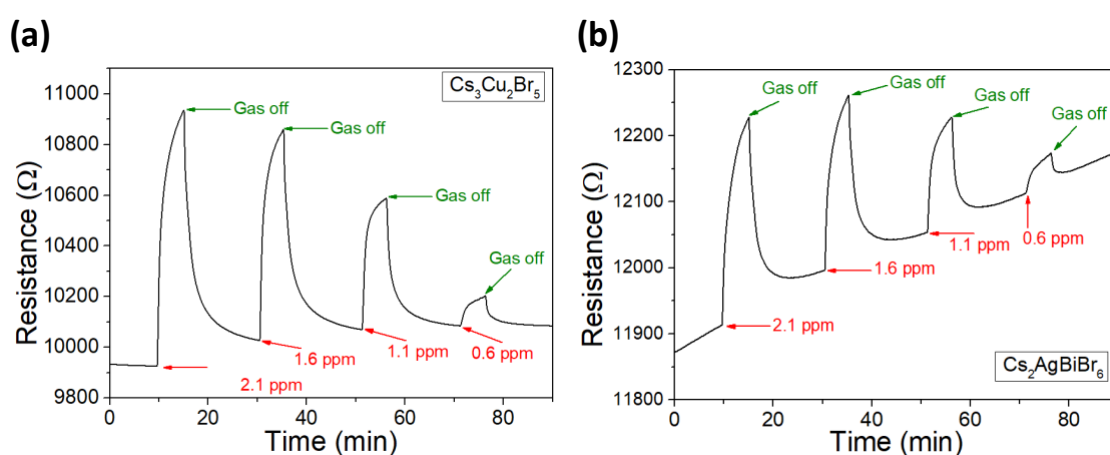 (a)
Cs₃Cu₂Br₅
11000
10800
10600
10400
10200
10000
9800
Resistance (Ω)
Gas off
Gas off
Gas off
Gas off
2.1 ppm
1.6 ppm
1.1 ppm
0.6 ppm
0
20
40
60
80
Time (min)
(b)
12300
12200
12100
12000
11900
11800
Resistance (Ω)
Gas off
Gas off
Gas off
Gas off
2.1 ppm
1.6 ppm
1.1 ppm
0.6 ppm
Cs₂AgBiBr₆
0
20
40
60
80
Time (min)